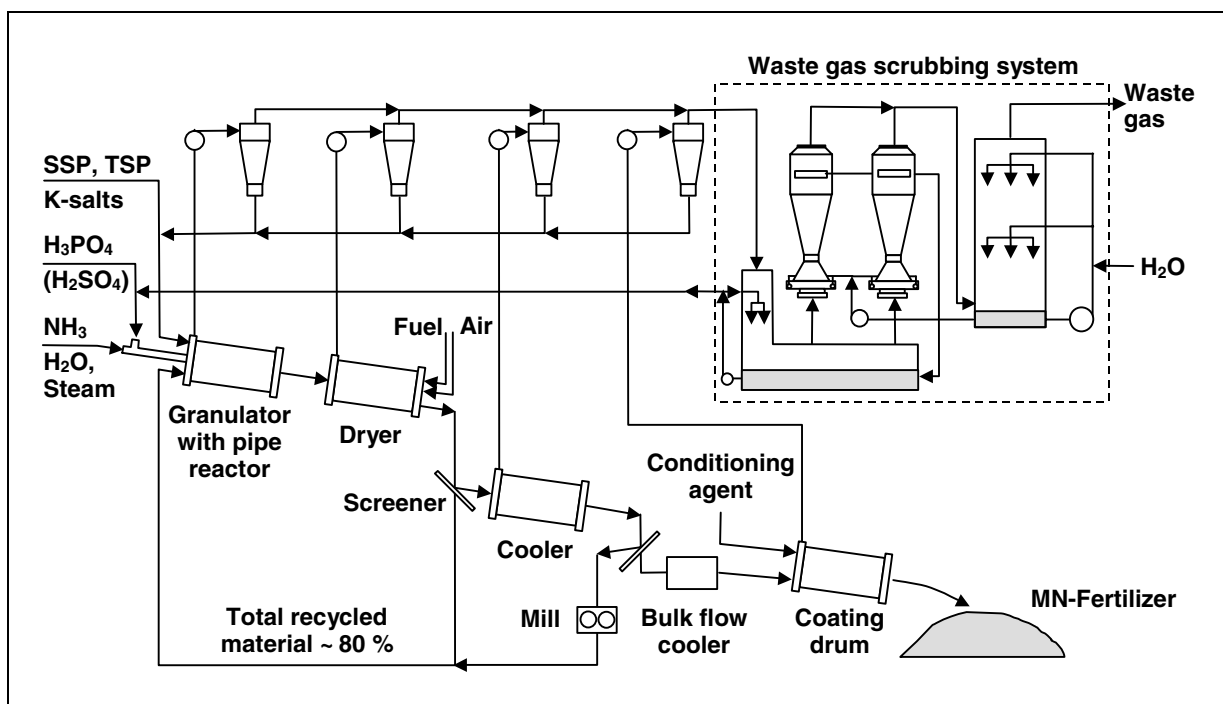 Waste gas scrubbing system
Waste
gas
SSP, TSP
K-salts
H₃PO₄
(H₂SO₄)
H₂O
NH₃
H₂O,
Steam
Fuel
Air
Granulator
with pipe
reactor
Dryer
Screener
Conditioning
agent
Cooler
Total recycled
material ~ 80 %
Mill
Bulk flow
cooler
Coating
drum
MN-Fertilizer